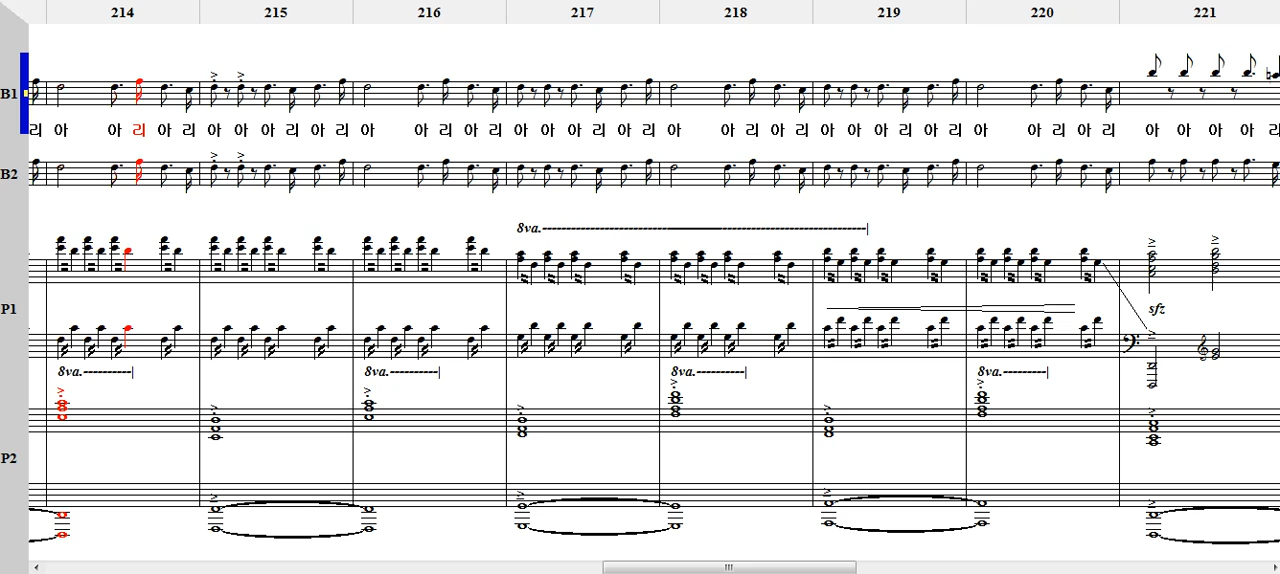 214 215 216 217 218 219 220 221
B1
리 아 아 리 아 리 아 아 아 리 아 리 아 아 리 아 리 아 아 아 리 아 리 아 아 리 아 리 아 아 아 리 아 리 아 아 리 아 리 아 아 아 아 리
B2
8va.
P1
sfz
8va. 8va. 8va. 8va.
P2